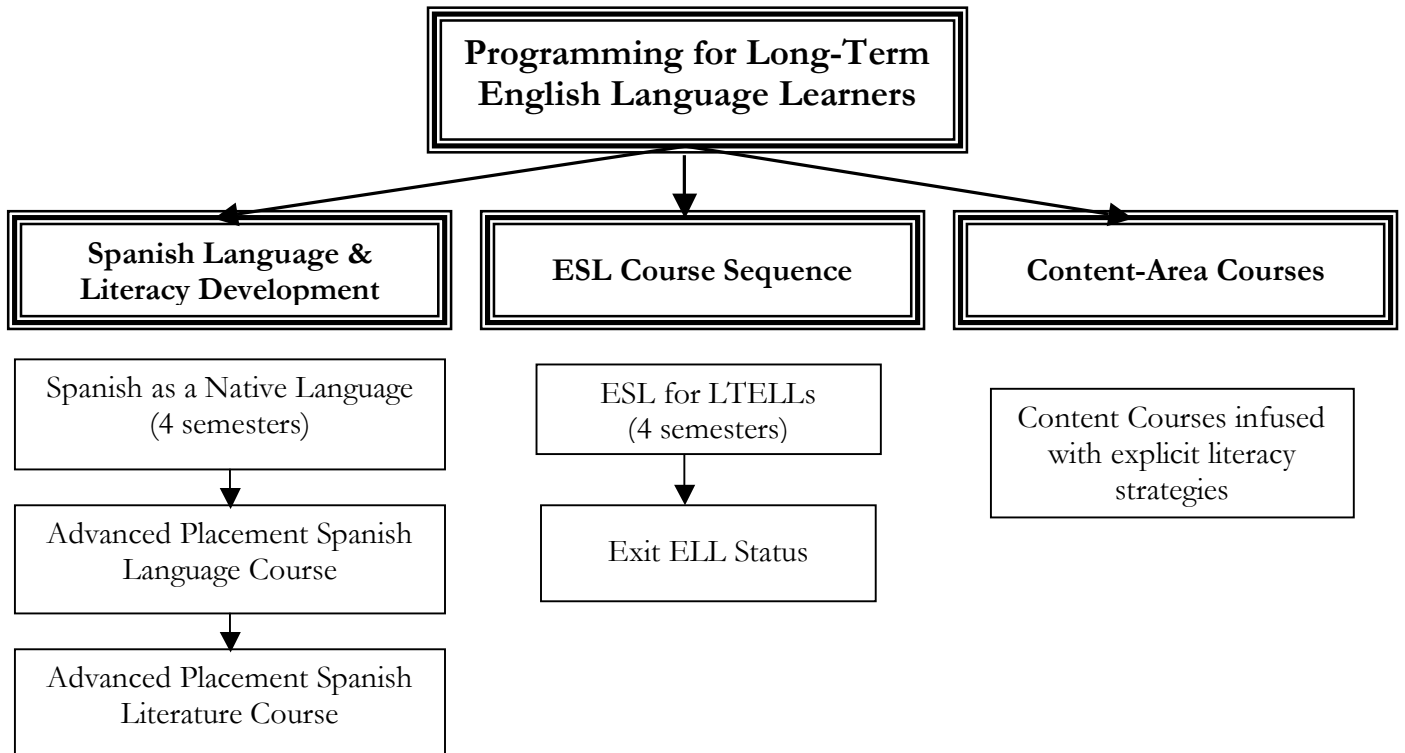 Programming for Long-Term
English Language Learners
Spanish Language &
Literacy Development
ESL Course Sequence
Content-Area Courses
Spanish as a Native Language
(4 semesters)
Advanced Placement Spanish
Language Course
Advanced Placement Spanish
Literature Course
ESL for LTELLs
(4 semesters)
Exit ELL Status
Content Courses infused
with explicit literacy
strategies